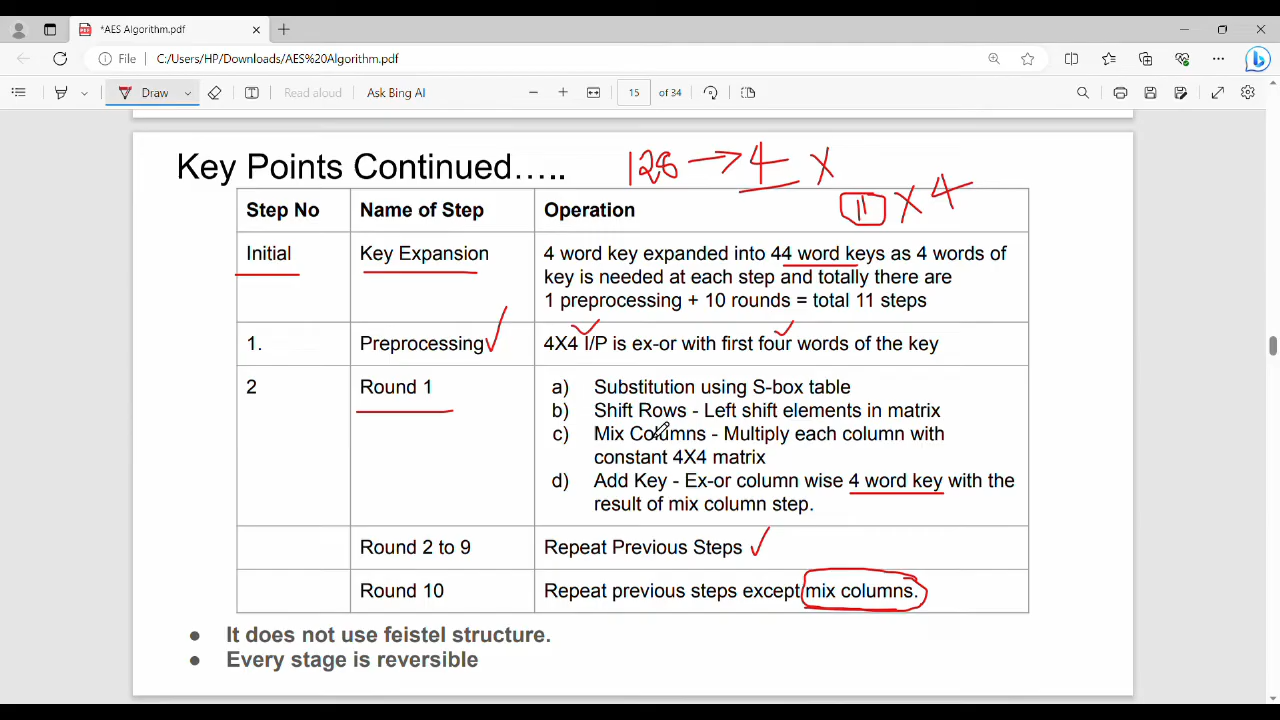 *AES Algorithm.pdf
File C:/Users/HP/Downloads/AES%20Algorithm.pdf
Draw Read aloud Ask Bing AI 15 of 34
Key Points Continued.....
128 → 4 X
11 X 4
Step No Name of Step Operation
Initial Key Expansion 4 word key expanded into 44 word keys as 4 words of
key is needed at each step and totally there are
1 preprocessing + 10 rounds = total 11 steps
1. Preprocessing 4X4 I/P is ex-or with first four words of the key
2 Round 1 a) Substitution using S-box table
b) Shift Rows - Left shift elements in matrix
c) Mix Columns - Multiply each column with
constant 4X4 matrix
d) Add Key - Ex-or column wise 4 word key with the
result of mix column step.
Round 2 to 9 Repeat Previous Steps
Round 10 Repeat previous steps except mix columns.
● It does not use feistel structure.
● Every stage is reversible